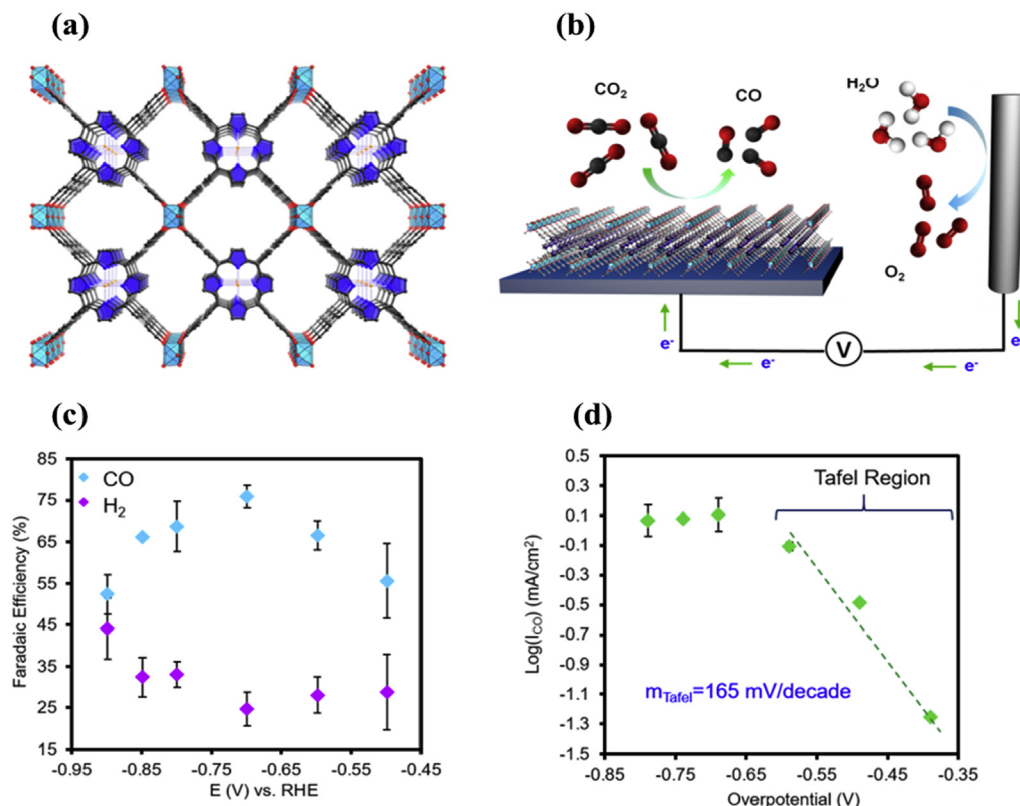 (a)
(b)
CO₂
CO
H₂O
O₂
V
e⁻
e⁻
e⁻
e
(c)
85
75
65
55
45
35
25
15
CO
H₂
Faradaic Efficiency (%)
-0.95 -0.85 -0.75 -0.65 -0.55 -0.45
E (V) vs. RHE
(d)
0.5
0.3
0.1
-0.1
-0.3
-0.5
-0.7
-0.9
-1.1
-1.3
-1.5
Tafel Region
Log(I_CO) (mA/cm²)
m_Tafel=165 mV/decade
-0.85 -0.75 -0.65 -0.55 -0.45 -0.35
Overpotential (V)